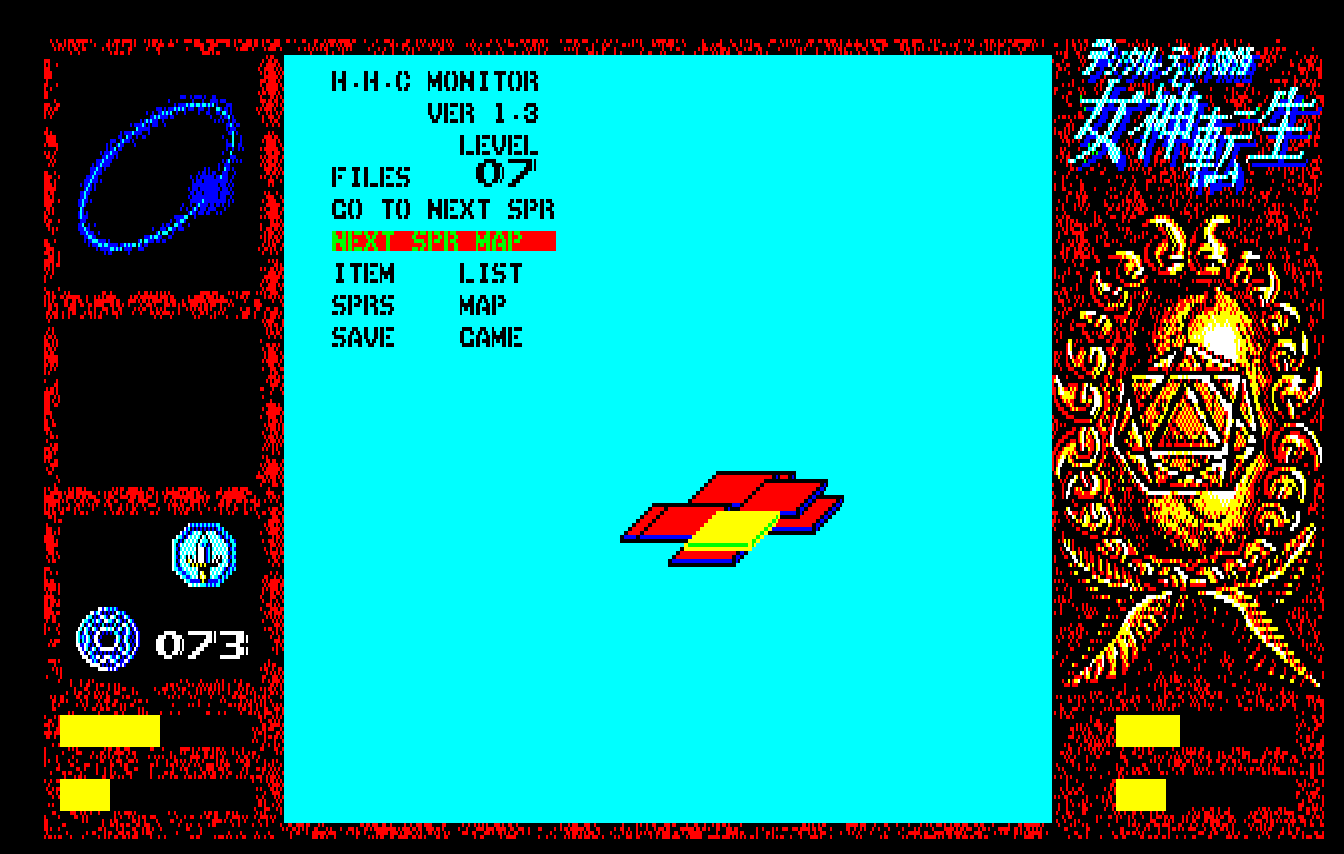 H.H.C MONITOR
VER 1.3
LEVEL
FILES 07
GO TO NEXT SPR
NEXT SPR MAP
ITEM LIST
SPRS MAP
SAVE GAME
073
デジタル・デビル物語
女神転生